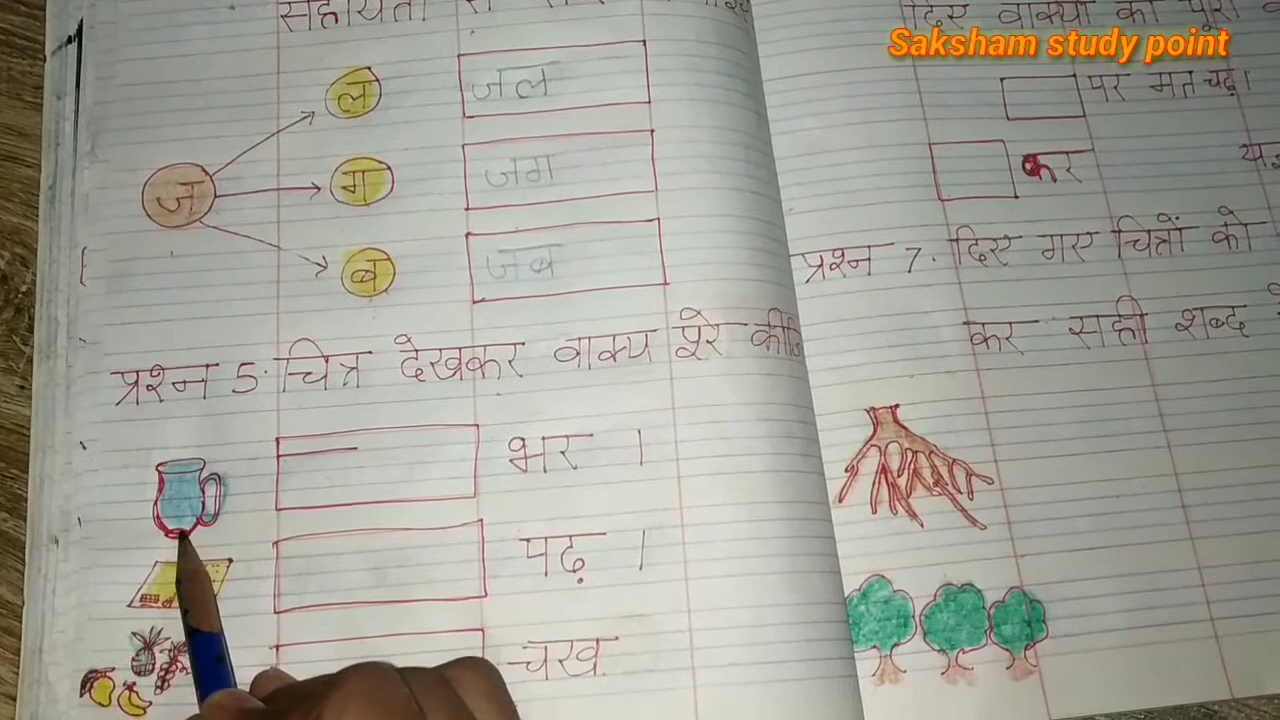 सहायता से
ज
ल जल
ग जग
ब जब
प्रश्न 5. चित्र देखकर वाक्य पूरे
भर ।
पढ़ ।
चख
दिए वाक्यों को पूरा
Saksham study point
पर मत चढ़।
कर
प्रश्न 7. दिए गए चित्रों को
कर सही शब्द